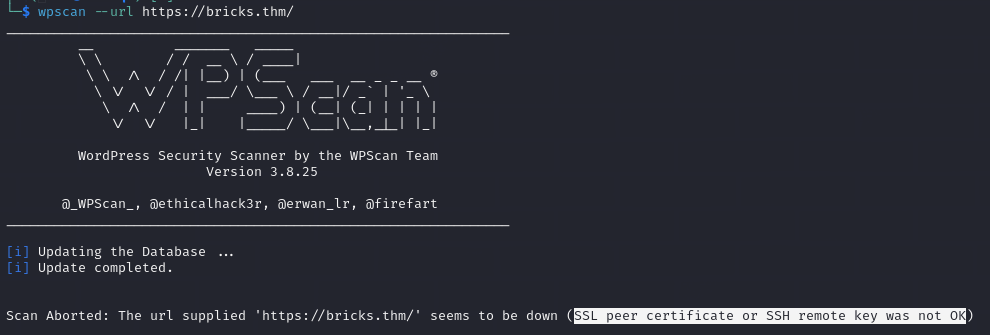 └─$ wpscan --url https://bricks.thm/
_______________________________________________________________
         __          _______   _____
         \ \        / /  __ \ / ____|
          \ \  /\  / /| |__) | (___   ___  __ _ _ __ ®
           \ \/  \/ / |  ___/ \___ \ / __|/ _` | '_ \
            \  /\  /  | |     ____) | (__| (_| | | | |
             \/  \/   |_|    |_____/ \___|\__,_|_| |_|
WordPress Security Scanner by the WPScan Team
Version 3.8.25
@_WPScan_, @ethicalhack3r, @erwan_lr, @firefart
_______________________________________________________________
[i] Updating the Database ...
[i] Update completed.
Scan Aborted: The url supplied 'https://bricks.thm/' seems to be down (SSL peer certificate or SSH remote key was not OK)